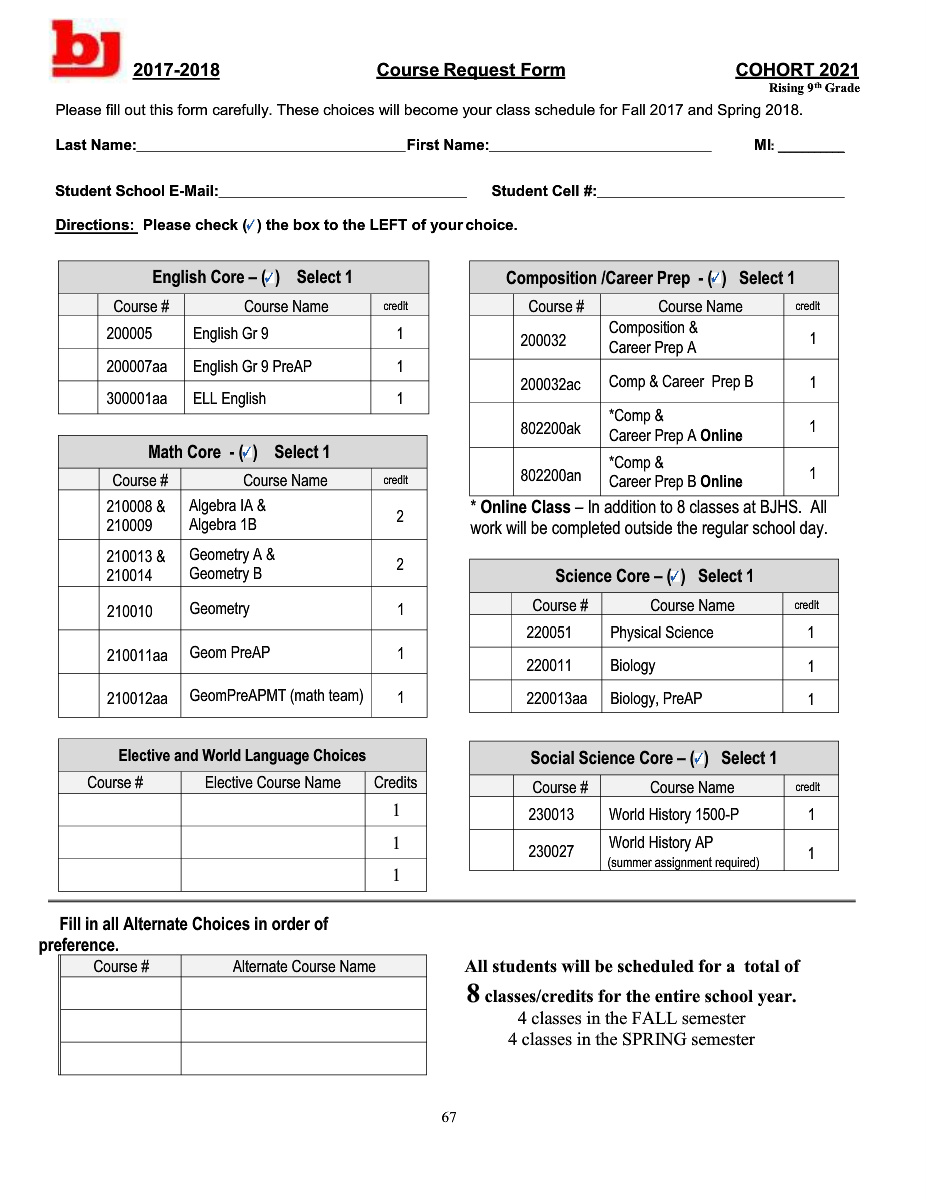 bj
2017-2018 Course Request Form COHORT 2021
Rising 9th Grade
Please fill out this form carefully. These choices will become your class schedule for Fall 2017 and Spring 2018.
Last Name: First Name: MI:
Student School E-Mail: Student Cell #:
Directions: Please check (✓) the box to the LEFT of your choice.
English Core – (✓) Select 1
Course # Course Name credit
200005 English Gr 9 1
200007aa English Gr 9 PreAP 1
300001aa ELL English 1
Math Core - (✓) Select 1
Course # Course Name credit
210008 & Algebra IA &
210009 Algebra 1B 2
210013 & Geometry A &
210014 Geometry B 2
210010 Geometry 1
210011aa Geom PreAP 1
210012aa GeomPreAPMT (math team) 1
Elective and World Language Choices
Course # Elective Course Name Credits
1
1
1
Composition /Career Prep - (✓) Select 1
Course # Course Name credit
200032 Composition &
Career Prep A 1
200032ac Comp & Career Prep B 1
802200ak *Comp &
Career Prep A Online 1
802200an *Comp &
Career Prep B Online 1
* Online Class – In addition to 8 classes at BJHS. All
work will be completed outside the regular school day.
Science Core – (✓) Select 1
Course # Course Name credit
220051 Physical Science 1
220011 Biology 1
220013aa Biology, PreAP 1
Social Science Core – (✓) Select 1
Course # Course Name credit
230013 World History 1500-P 1
230027 World History AP
(summer assignment required) 1
Fill in all Alternate Choices in order of
preference.
Course # Alternate Course Name
All students will be scheduled for a total of
8 classes/credits for the entire school year.
4 classes in the FALL semester
4 classes in the SPRING semester
67